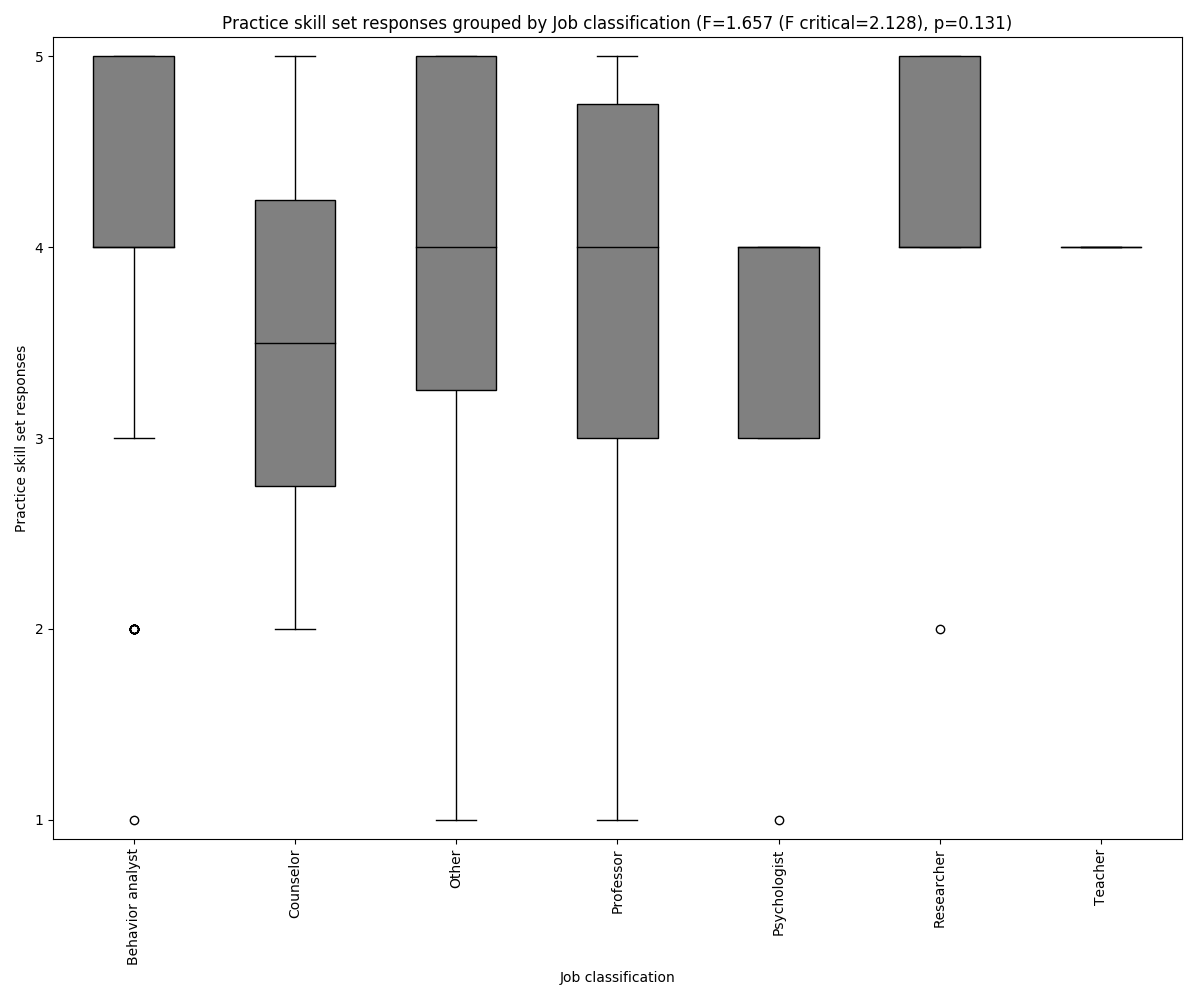 Practice skill set responses grouped by Job classification (F=1.657 (F critical=2.128), p=0.131)
Practice skill set responses
5
4
3
2
1
Behavior analyst
Counselor
Other
Professor
Psychologist
Researcher
Teacher
Job classification